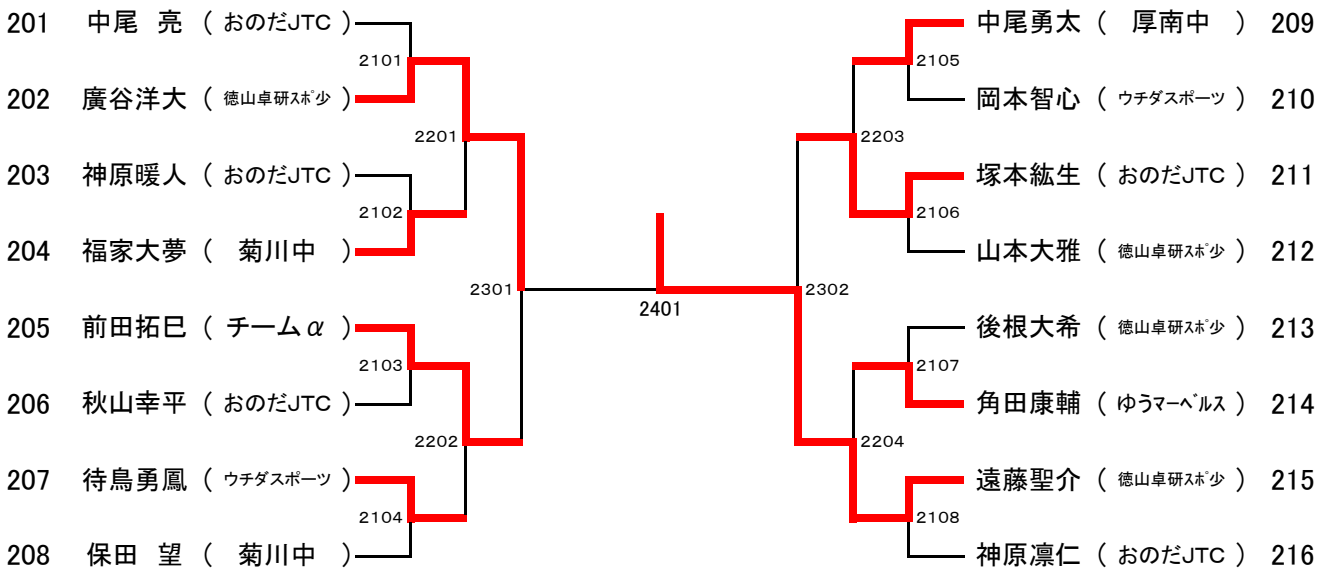 201 中尾 亮 ( おのだJTC ) 中尾勇太 ( 厚南中 ) 209
2101 2105
202 廣谷洋大 ( 徳山卓研スポ少 ) 岡本智心 ( ウチダスポーツ ) 210
2201 2203
203 神原暖人 ( おのだJTC ) 塚本紘生 ( おのだJTC ) 211
2102 2106
204 福家大夢 ( 菊川中 ) 山本大雅 ( 徳山卓研スポ少 ) 212
2301 2302
2401
205 前田拓巳 ( チームα ) 後根大希 ( 徳山卓研スポ少 ) 213
2103 2107
206 秋山幸平 ( おのだJTC ) 角田康輔 ( ゆうマーベルス ) 214
2202 2204
207 待鳥勇鳳 ( ウチダスポーツ ) 遠藤聖介 ( 徳山卓研スポ少 ) 215
2104 2108
208 保田 望 ( 菊川中 ) 神原凛仁 ( おのだJTC ) 216